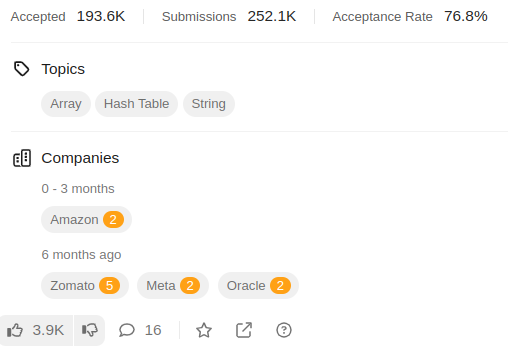 Accepted 193.6K Submissions 252.1K Acceptance Rate 76.8%
Topics
Array Hash Table String
Companies
0 - 3 months
Amazon 2
6 months ago
Zomato 5 Meta 2 Oracle 2
3.9K 16